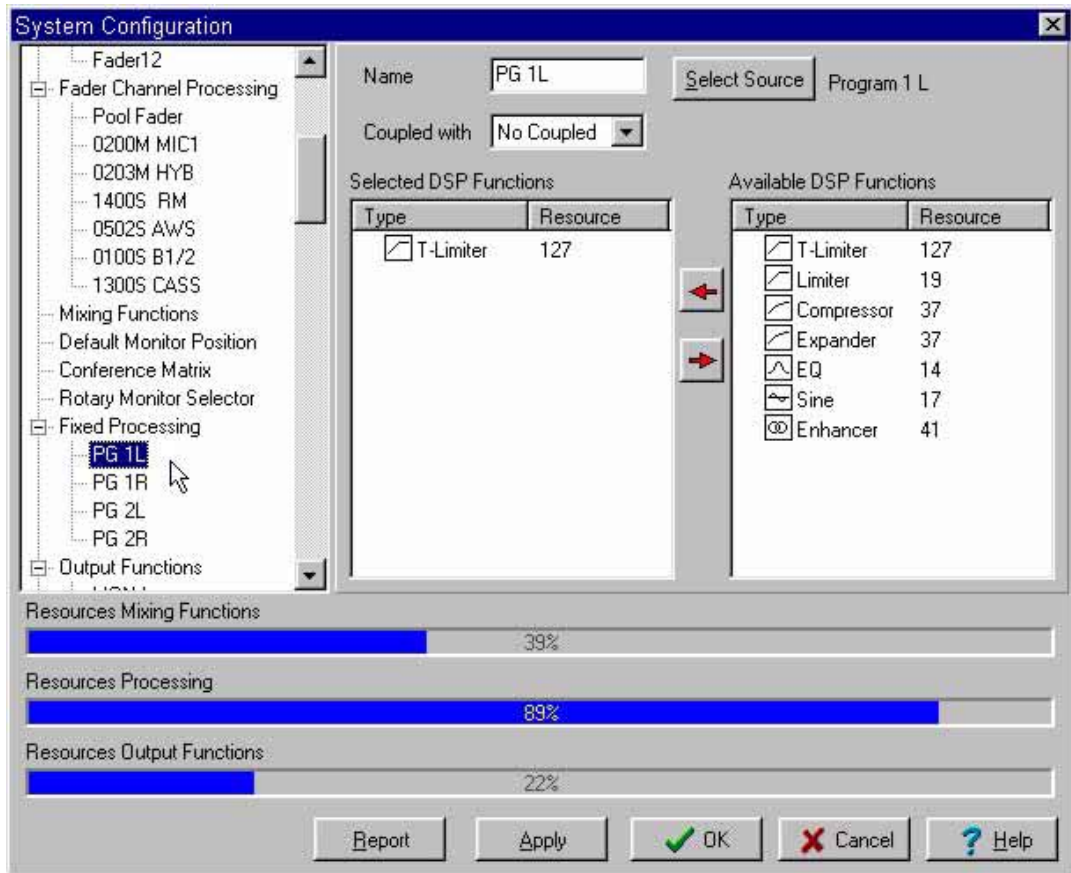 System Configuration
Fader12
Fader Channel Processing
Pool Fader
0200M MIC1
0203M HYB
1400S RM
0502S AWS
0100S B1/2
1300S CASS
Mixing Functions
Default Monitor Position
Conference Matrix
Rotary Monitor Selector
Fixed Processing
PG 1L
PG 1R
PG 2L
PG 2R
Output Functions
Name PG 1L Select Source Program 1 L
Coupled with No Coupled
Selected DSP Functions
Type Resource
T-Limiter 127
Available DSP Functions
Type Resource
T-Limiter 127
Limiter 19
Compressor 37
Expander 37
EQ 14
Sine 17
Enhancer 41
Resources Mixing Functions
39%
Resources Processing
89%
Resources Output Functions
22%
Report Apply OK Cancel ? Help